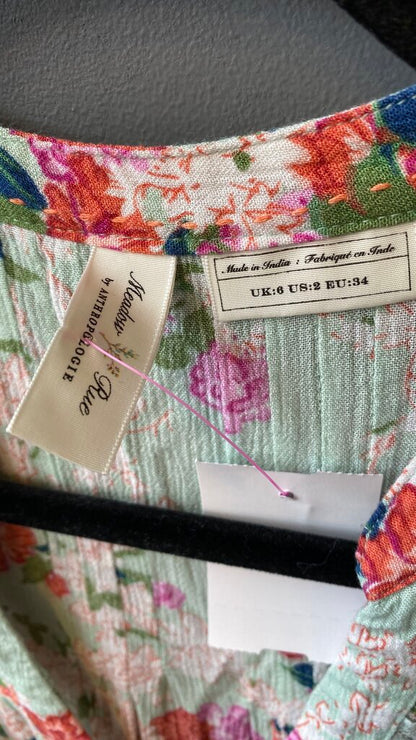 Meadow
by ANTHROPOLOGIE
Rue
Made in India : Fabriqué en Inde
UK:6 US:2 EU:34